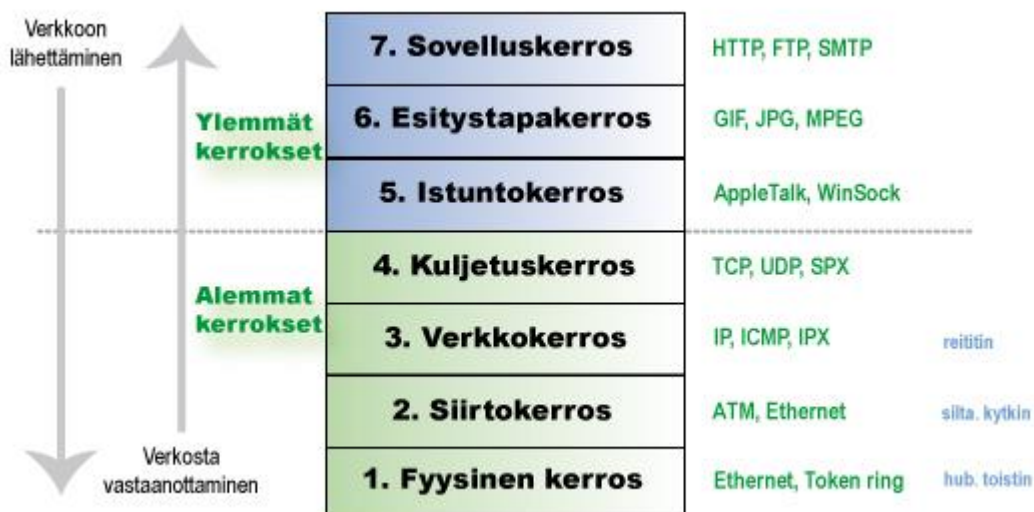 Verkkoon
lähettäminen
7. Sovelluskerros
HTTP, FTP, SMTP
Ylemmät
kerrokset
6. Esitystapakerros
GIF, JPG, MPEG
5. Istuntokerros
AppleTalk, WinSock
4. Kuljetuskerros
TCP, UDP, SPX
Alemmat
kerrokset
3. Verkkokerros
IP, ICMP, IPX
reititin
2. Siirtokerros
ATM, Ethernet
silta. kytkin
Verkosta
vastaanottaminen
1. Fyysinen kerros
Ethernet, Token ring
hub. toistin